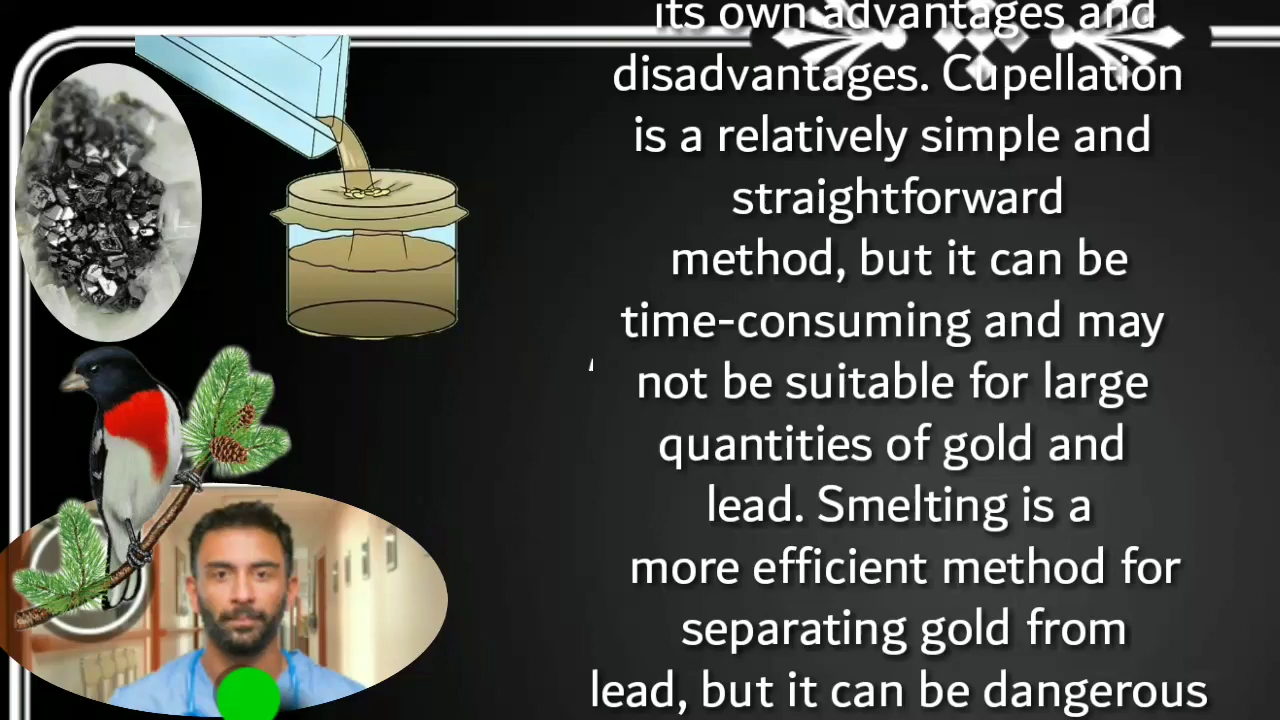 its own advantages and
disadvantages. Cupellation
is a relatively simple and
straightforward
method, but it can be
time-consuming and may
not be suitable for large
quantities of gold and
lead. Smelting is a
more efficient method for
separating gold from
lead, but it can be dangerous